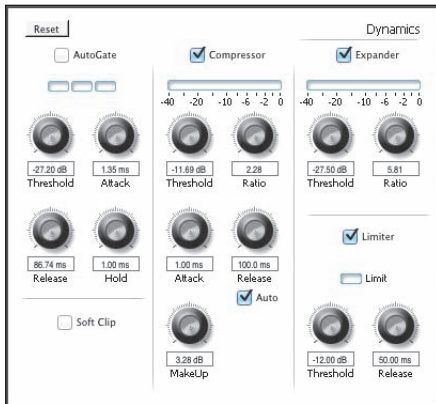 Reset
Dynamics
AutoGate
Compressor
Expander
-40 -20 -10 -6 -2 0
-40 -20 -10 -6 -2 0
-27.20 dB
1.35 ms
-11.69 dB
2.28
-27.50 dB
5.81
Threshold
Attack
Threshold
Ratio
Threshold
Ratio
Limiter
86.74 ms
1.00 ms
1.00 ms
100.0 ms
Limit
Release
Hold
Attack
Release
Auto
Soft Clip
3.28 dB
-12.00 dB
50.00 ms
MakeUp
Threshold
Release